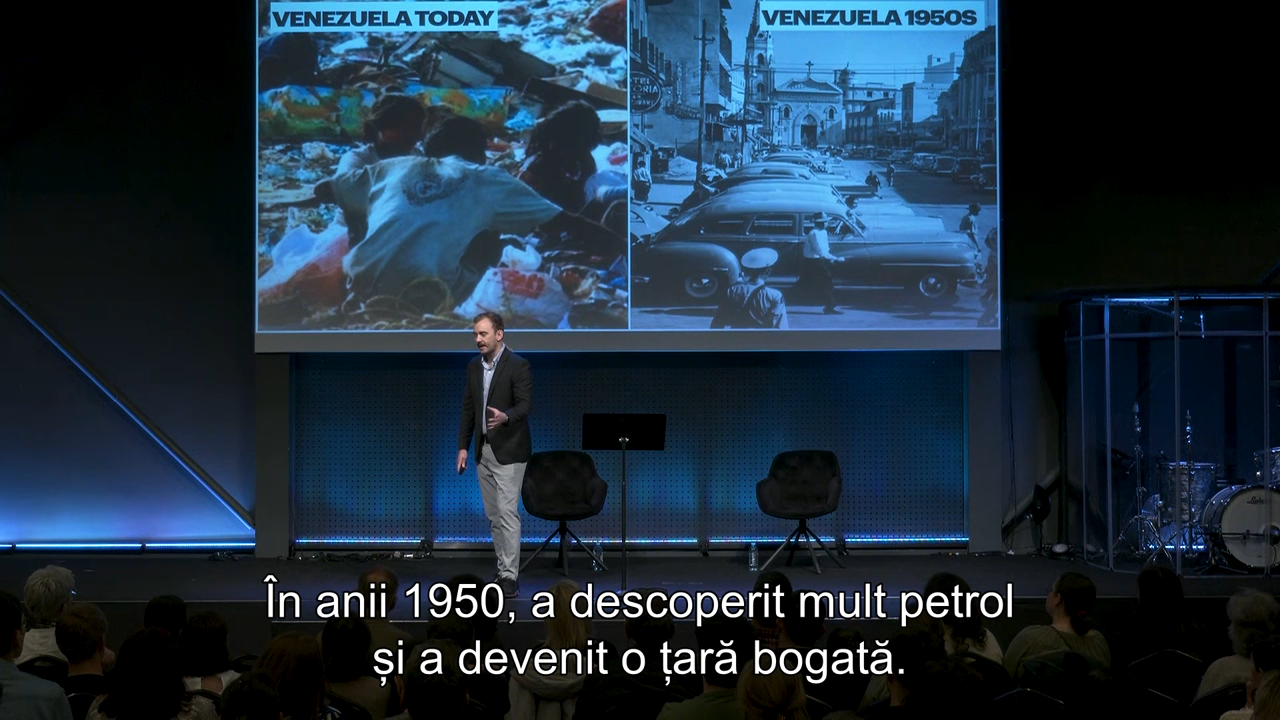 VENEZUELA TODAY
VENEZUELA 1950S
În anii 1950, a descoperit mult petrol
și a devenit o țară bogată.